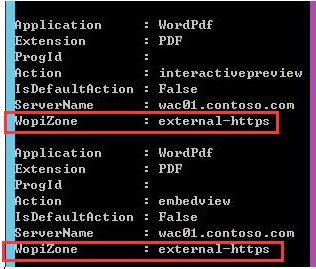 Application : WordPdf
Extension : PDF
ProgId :
Action : interactivepreview
IsDefaultAction : False
ServerName : wac01.contoso.com
WopiZone : external-https
Application : WordPdf
Extension : PDF
ProgId :
Action : embedview
IsDefaultAction : False
ServerName : wac01.contoso.com
WopiZone : external-https